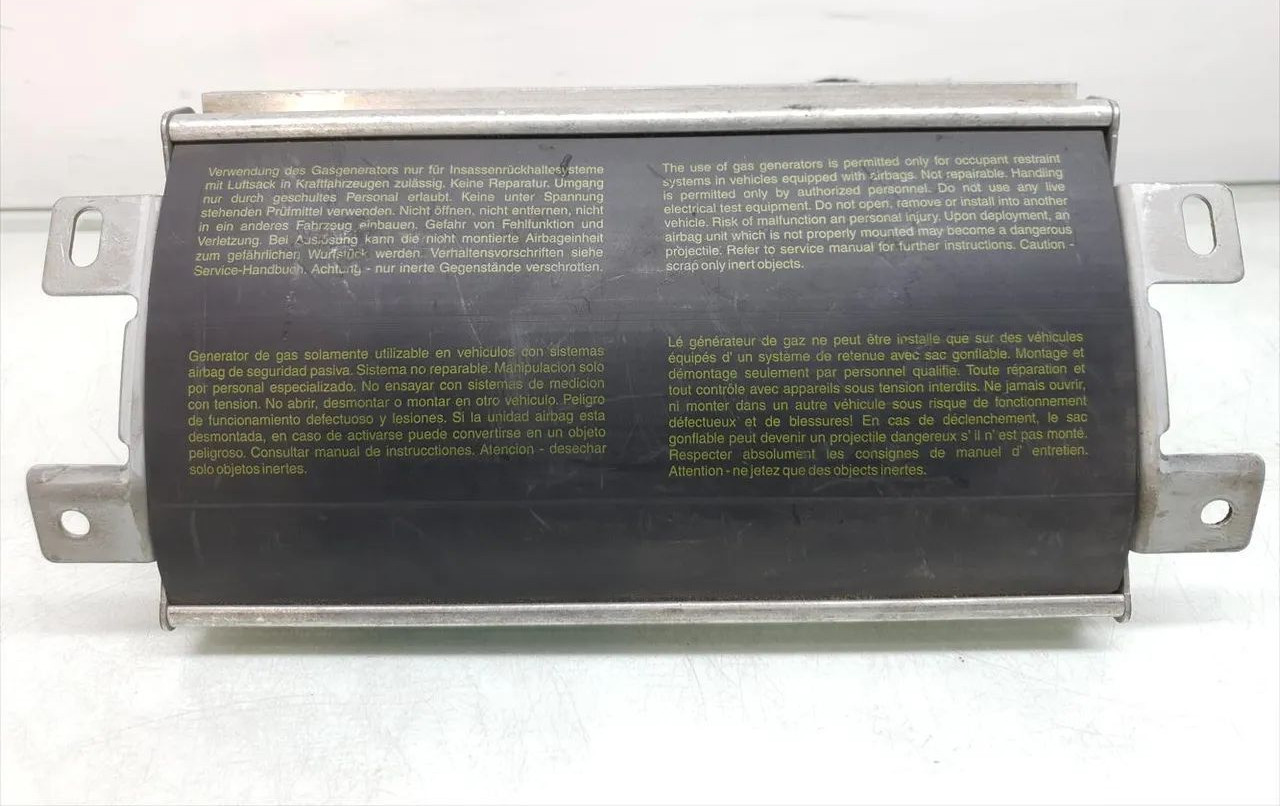 Verwendung des Gasgenerators nur für Insassenrückhaltesysteme
mit Luftsack in Kraftfahrzeugen zulässig. Keine Reparatur. Umgang
nur durch geschultes Personal erlaubt. Keine unter Spannung
stehenden Prüfmittel verwenden. Nicht öffnen, nicht entfernen, nicht
in ein anderes Fahrzeug einbauen. Gefahr von Fehlfunktion und
Verletzung. Bei Auslösung kann die nicht montierte Airbageinheit
zum gefährlichen Wurfstück werden. Verhaltensvorschriften siehe
Service-Handbuch. Achtung - nur inerte Gegenstände verschrotten.
The use of gas generators is permitted only for occupant restraint
systems in vehicles equipped with airbags. Not repairable. Handling
is permitted only by authorized personnel. Do not use any live
electrical test equipment. Do not open, remove or install into another
vehicle. Risk of malfunction an personal injury. Upon deployment, an
airbag unit which is not properly mounted may become a dangerous
projectile. Refer to service manual for further instructions. Caution -
scrap only inert objects.
Generator de gas solamente utilizable en vehiculos con sistemas
airbag de seguridad pasiva. Sistema no reparable. Manipulacion solo
por personal especializado. No ensayar con sistemas de medicion
con tension. No abrir, desmontar o montar en otro vehiculo. Peligro
de funcionamiento defectuoso y lesiones. Si la unidad airbag esta
desmontada, en caso de activarse puede convertirse en un objeto
peligroso. Consultar manual de instrucciones. Atencion - desechar
solo objetos inertes.
Lé générateur de gaz ne peut être installe que sur des véhicules
équipés d' un système de retenue avec sac gonflable. Montage et
démontage seulement par personnel qualifie. Toute réparation et
tout contrôle avec appareils sous tension interdits. Ne jamais ouvrir,
ni monter dans un autre véhicule sous risque de fonctionnement
défectueux et de blessures! En cas de déclenchement, le sac
gonflable peut devenir un projectile dangereux s' il n' est pas monté.
Respecter absolument les consignes de manuel d' entretien.
Attention - ne jetez que des objects inertes.